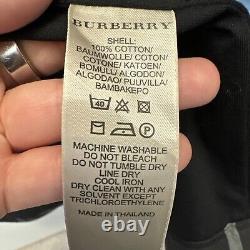 BURBERRY
SHELL:
100% COTTON/
BAUMWOLLE/ COTON/
COTONE/ KATOEN/
BOMULL/ ALGODON/
ALGODAO/ PUUVILLA/
BAMBAKEPO
40
P
MACHINE WASHABLE
DO NOT BLEACH
DO NOT TUMBLE DRY
LINE DRY
COOL IRON
DRY CLEAN WITH ANY
SOLVENT EXCEPT
TRICHLOROETHYLENE
MADE IN THAILAND